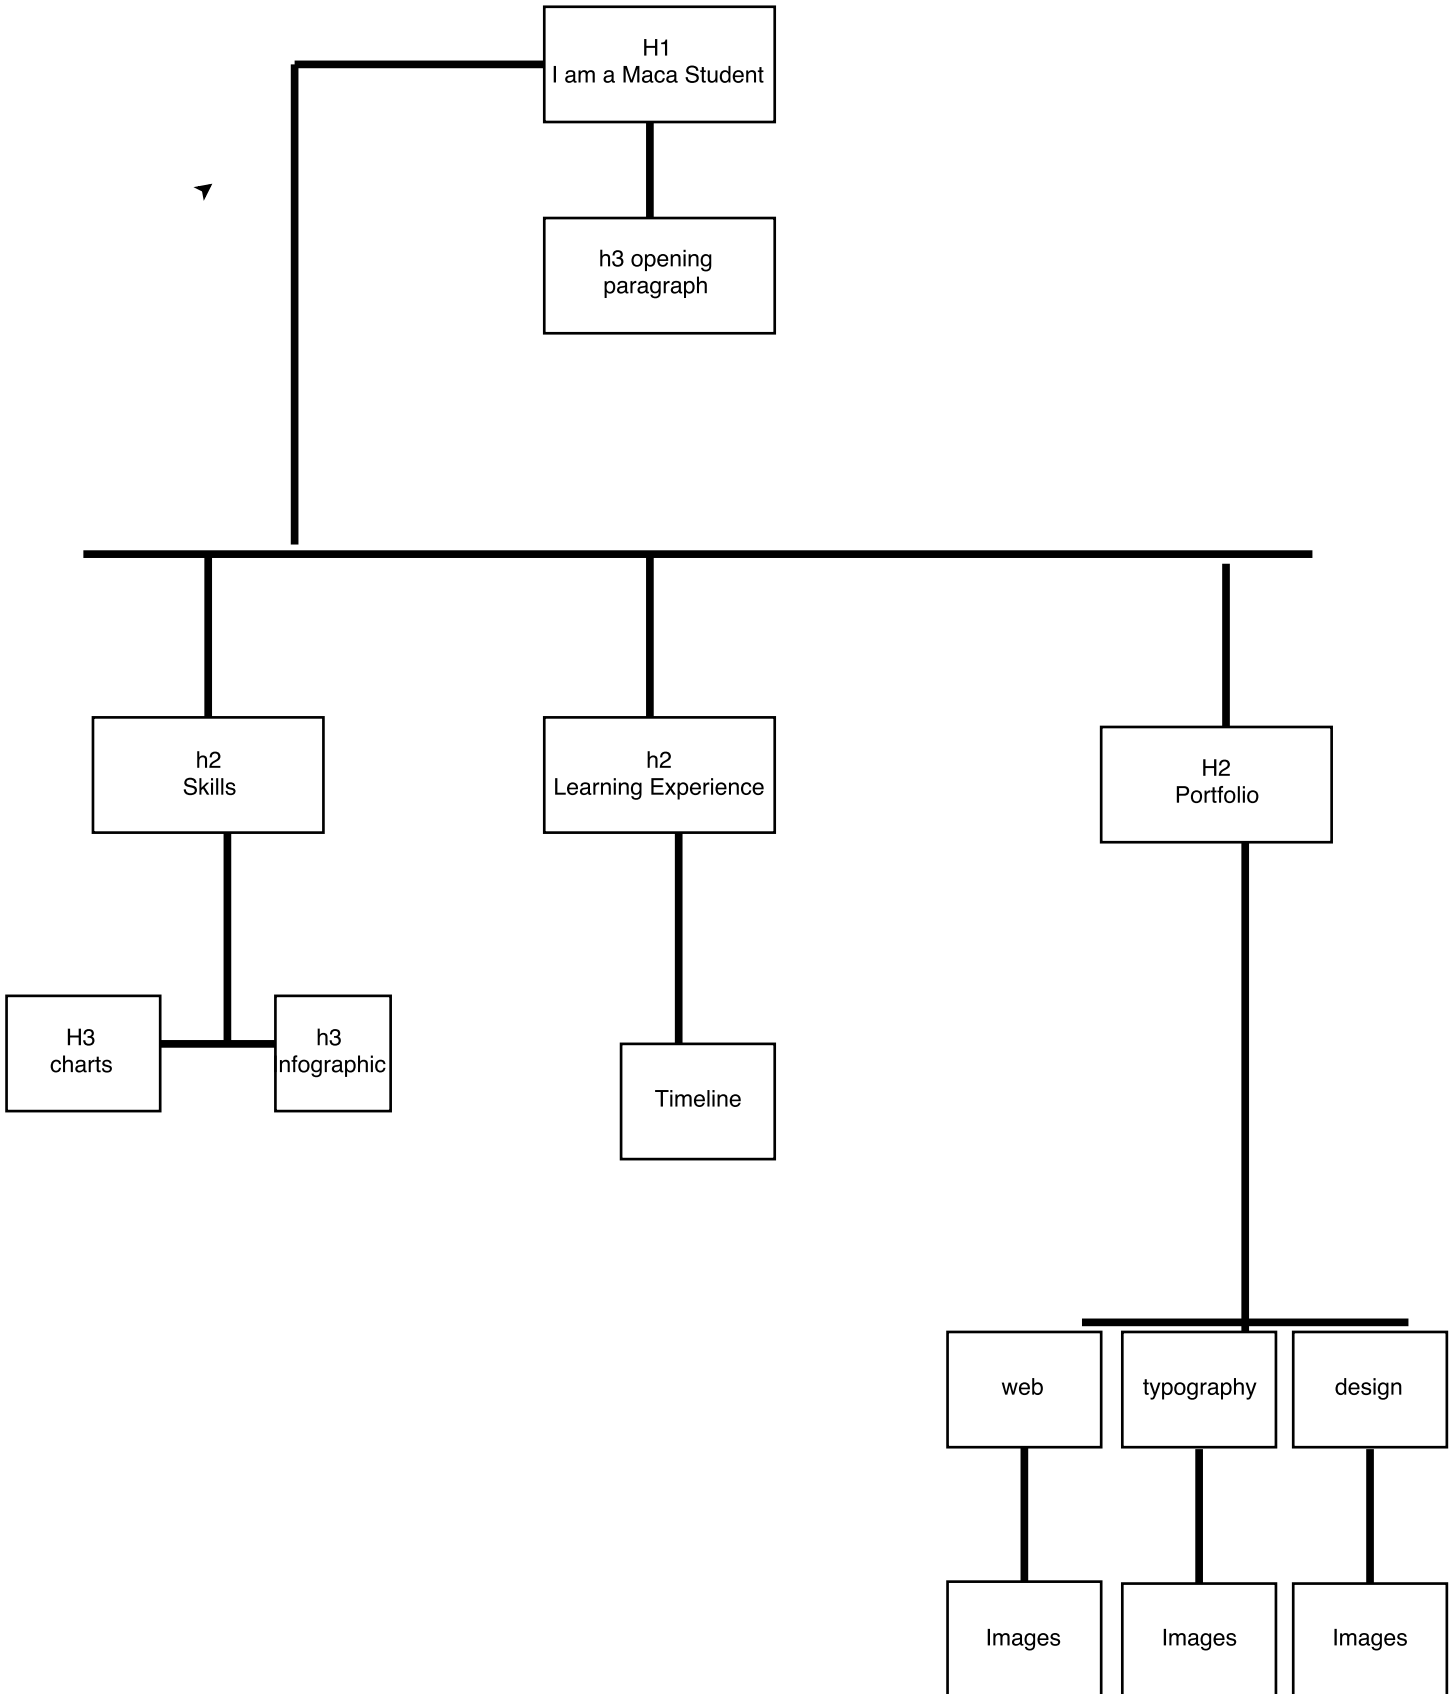 H1
I am a Maca Student
h3 opening
paragraph
h2
Skills
h2
Learning Experience
H2
Portfolio
H3
charts
h3
nfographic
Timeline
web
typography
design
Images
Images
Images